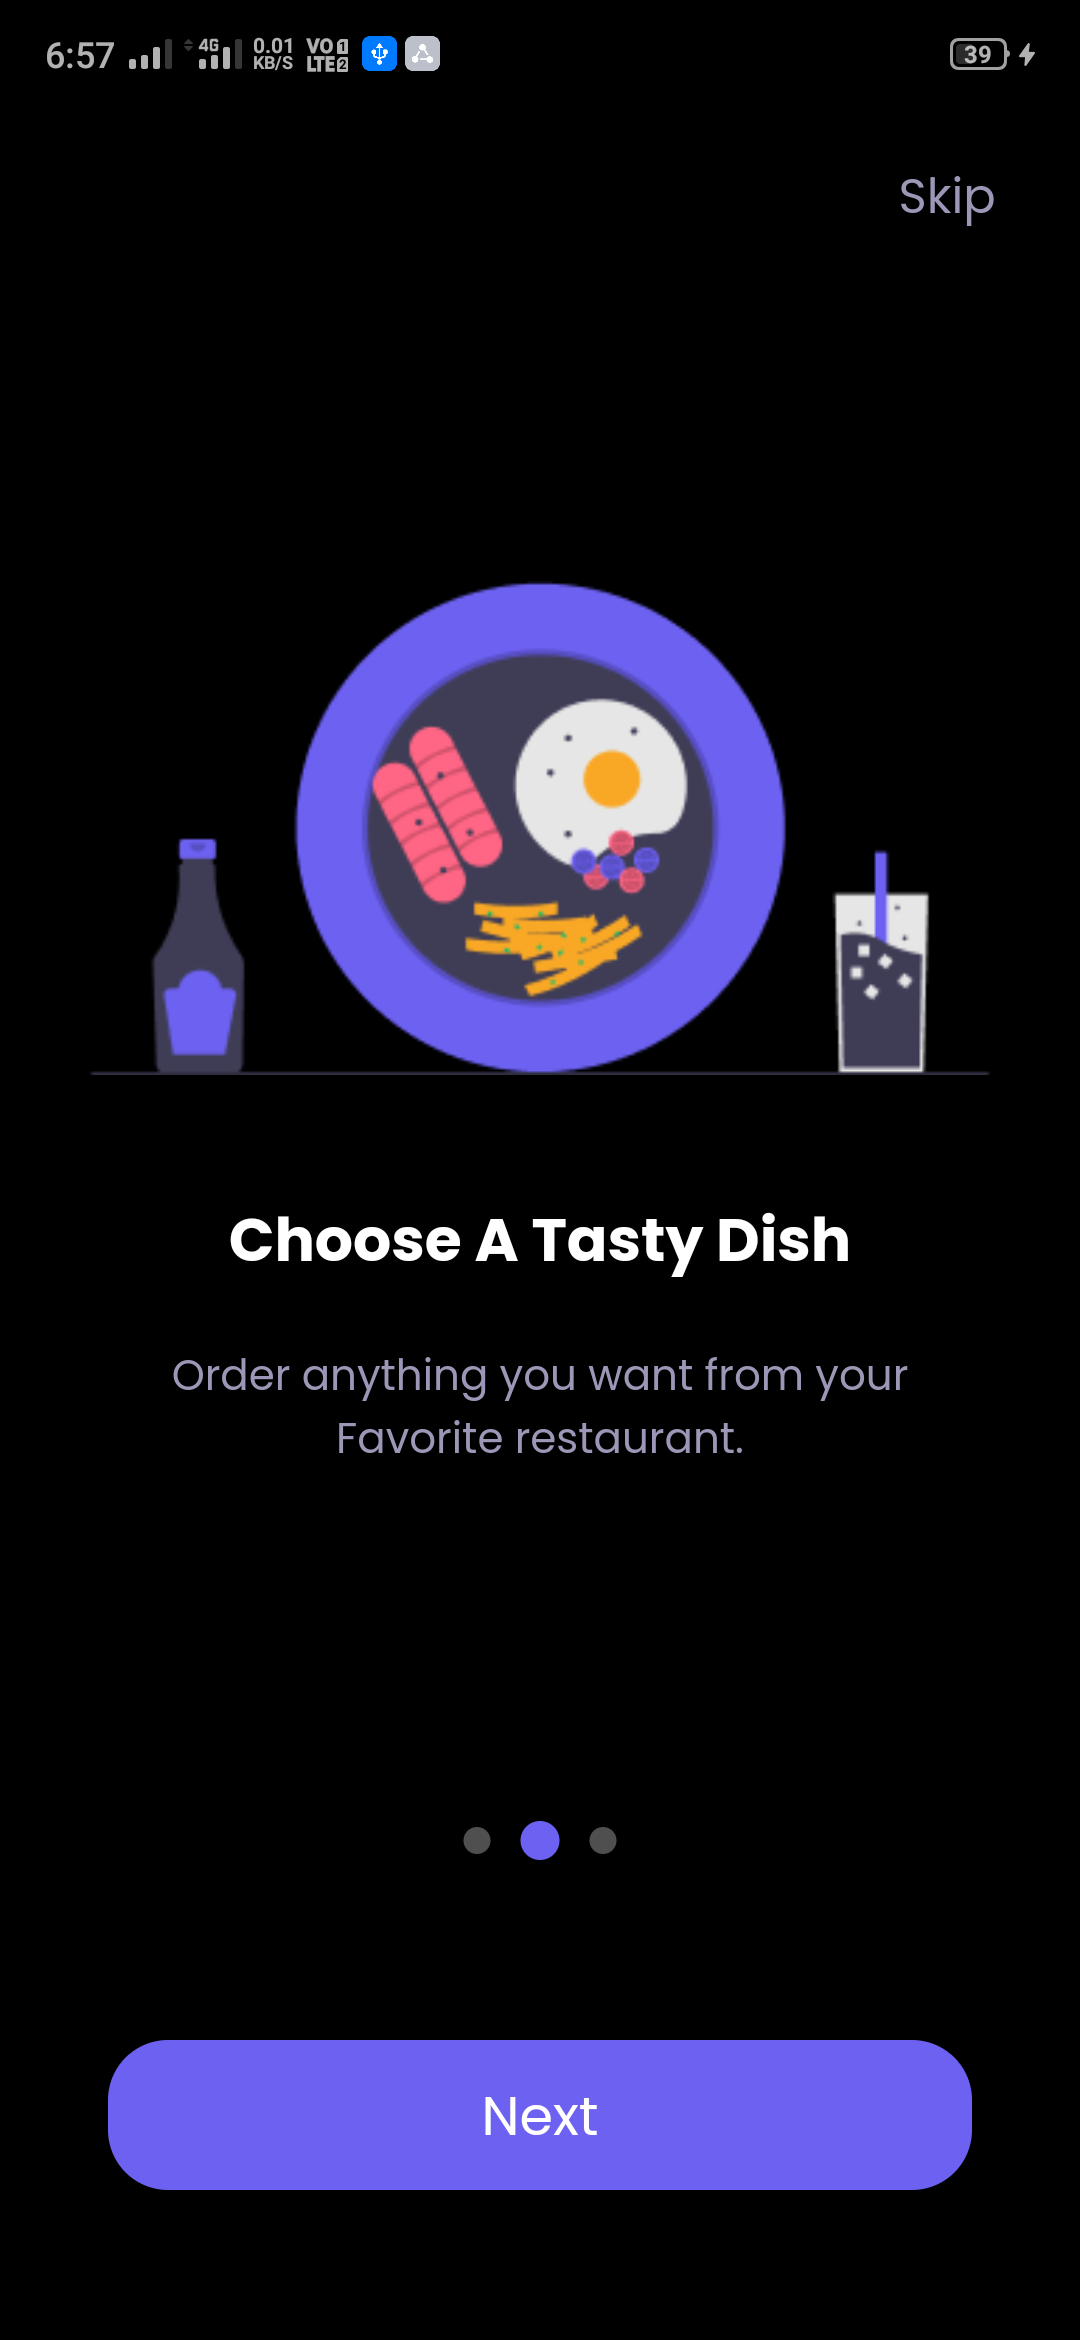 6:57 4G 0.01 KB/S VO LTE 1 2 39
Skip
Choose A Tasty Dish
Order anything you want from your
Favorite restaurant.
Next